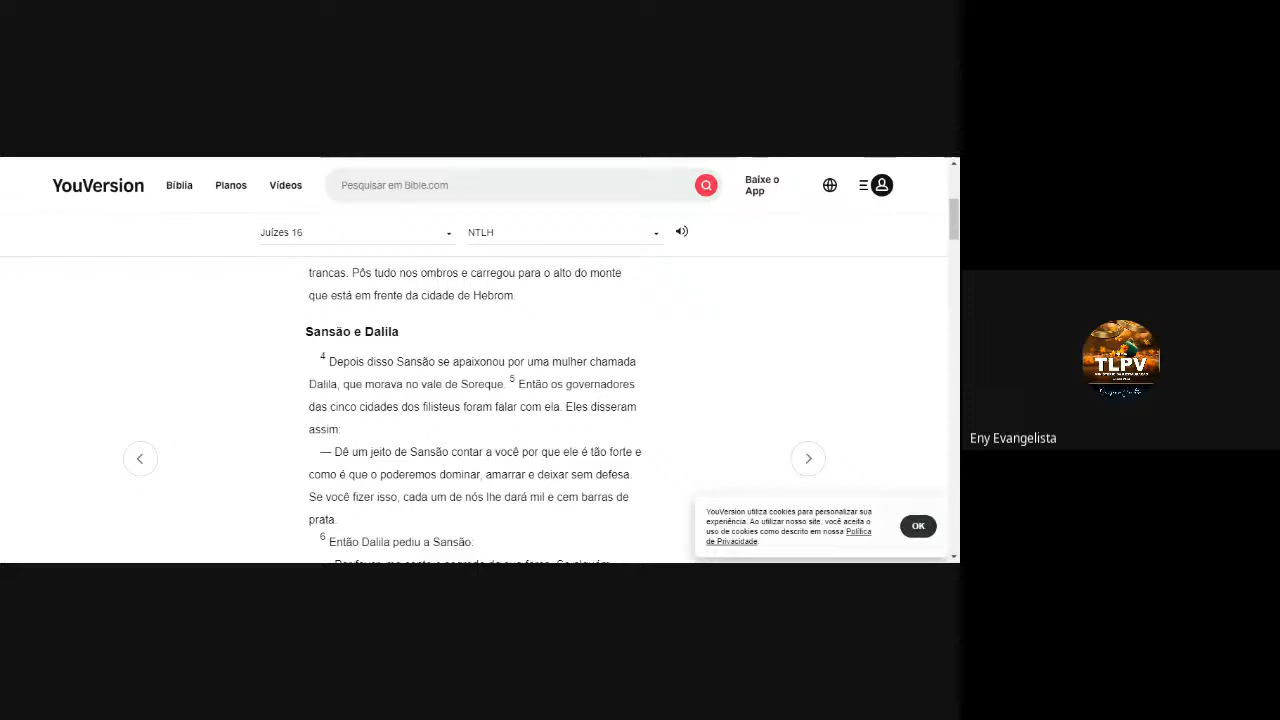 YouVersion Bíblia Planos Vídeos Pesquisar em Bible.com Baixe o App
Juízes 16 NTLH
trancas. Pôs tudo nos ombros e carregou para o alto do monte
que está em frente da cidade de Hebrom.
Sansão e Dalila
4 Depois disso Sansão se apaixonou por uma mulher chamada
Dalila, que morava no vale de Soreque. 5 Então os governadores
das cinco cidades dos filisteus foram falar com ela. Eles disseram
assim:
— Dê um jeito de Sansão contar a você por que ele é tão forte e
como é que o poderemos dominar, amarrar e deixar sem defesa.
Se você fizer isso, cada um de nós lhe dará mil e cem barras de
prata.
6 Então Dalila pediu a Sansão:
YouVersion utiliza cookies para personalizar sua
experiência. Ao utilizar nosso site, você aceita o
uso de cookies como descrito em nossa Política
de Privacidade.
OK
TLPV
Eny Evangelista